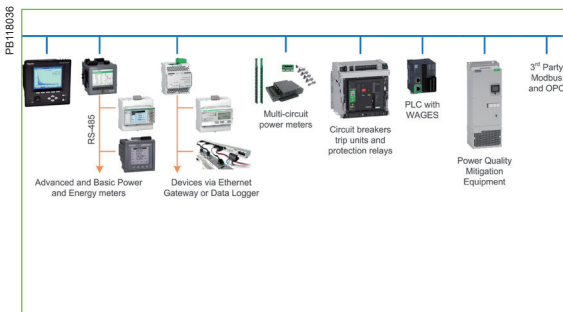 PB118036
RS-485
Advanced and Basic Power
and Energy meters
Devices via Ethernet
Gateway or Data Logger
Multi-circuit
power meters
Circuit breakers
trip units and
protection relays
PLC with
WAGES
Power Quality
Mitigation
Equipment
3rd Party
Modbus
and OPC